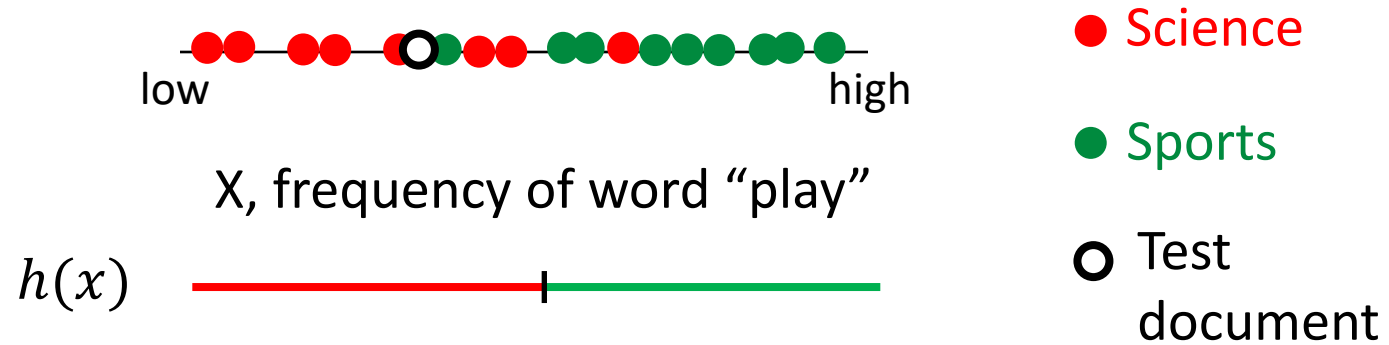 low
high
X, frequency of word “play”
h(x)
Science
Sports
Test
document